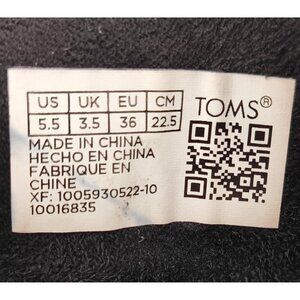 US UK EU CM
5.5 3.5 36 22.5
TOMS®
MADE IN CHINA
HECHO EN CHINA
FABRIQUE EN
CHINE
XF: 1005930522-10
10016835